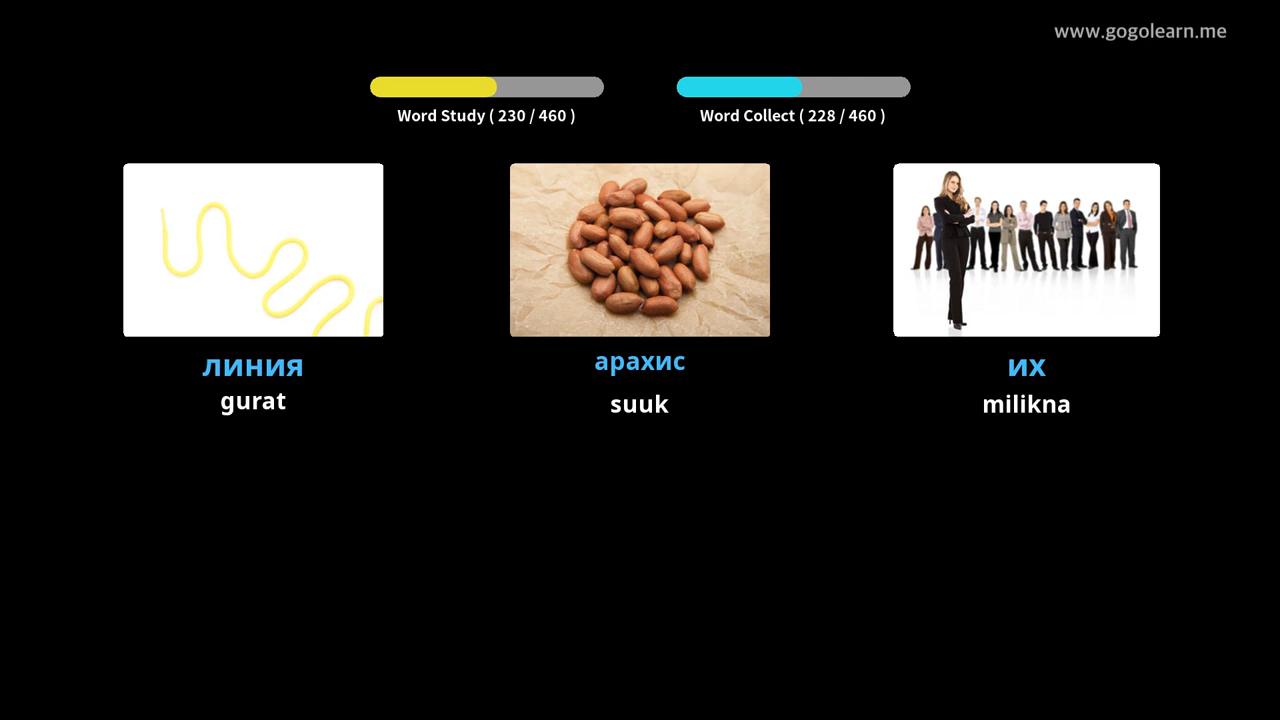 www.gogolearn.me
Word Study ( 230 / 460 )
Word Collect ( 228 / 460 )
линия
gurat
арахис
suuk
их
milikna